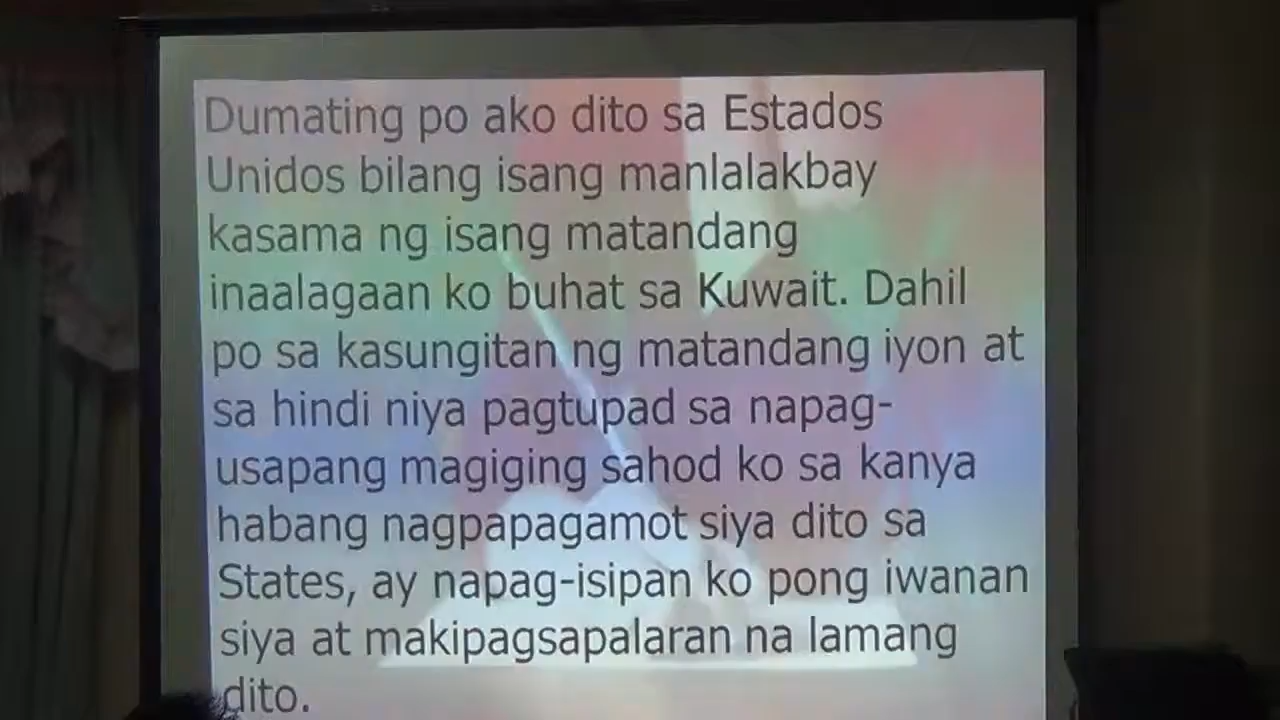 Dumating po ako dito sa Estados
Unidos bilang isang manlalakbay
kasama ng isang matandang
inaalagaan ko buhat sa Kuwait. Dahil
po sa kasungitan ng matandang iyon at
sa hindi niya pagtupad sa napag-
usapang magiging sahod ko sa kanya
habang nagpapagamot siya dito sa
States, ay napag-isipan ko pong iwanan
siya at makipagsapalaran na lamang
dito.